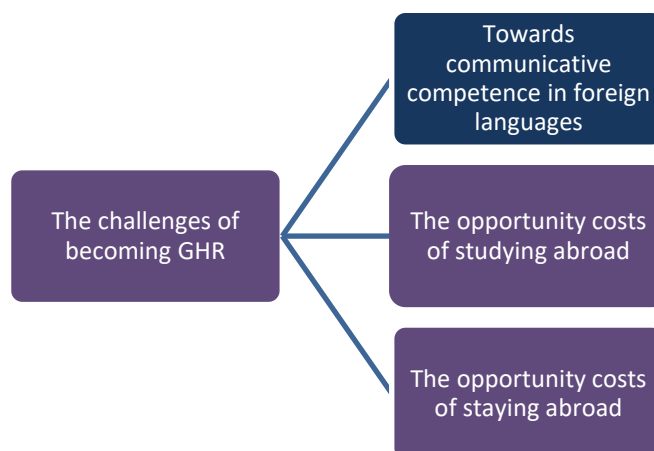 Towards
communicative
competence in foreign
languages
The challenges of
becoming GHR
The opportunity costs
of studying abroad
The opportunity costs
of staying abroad